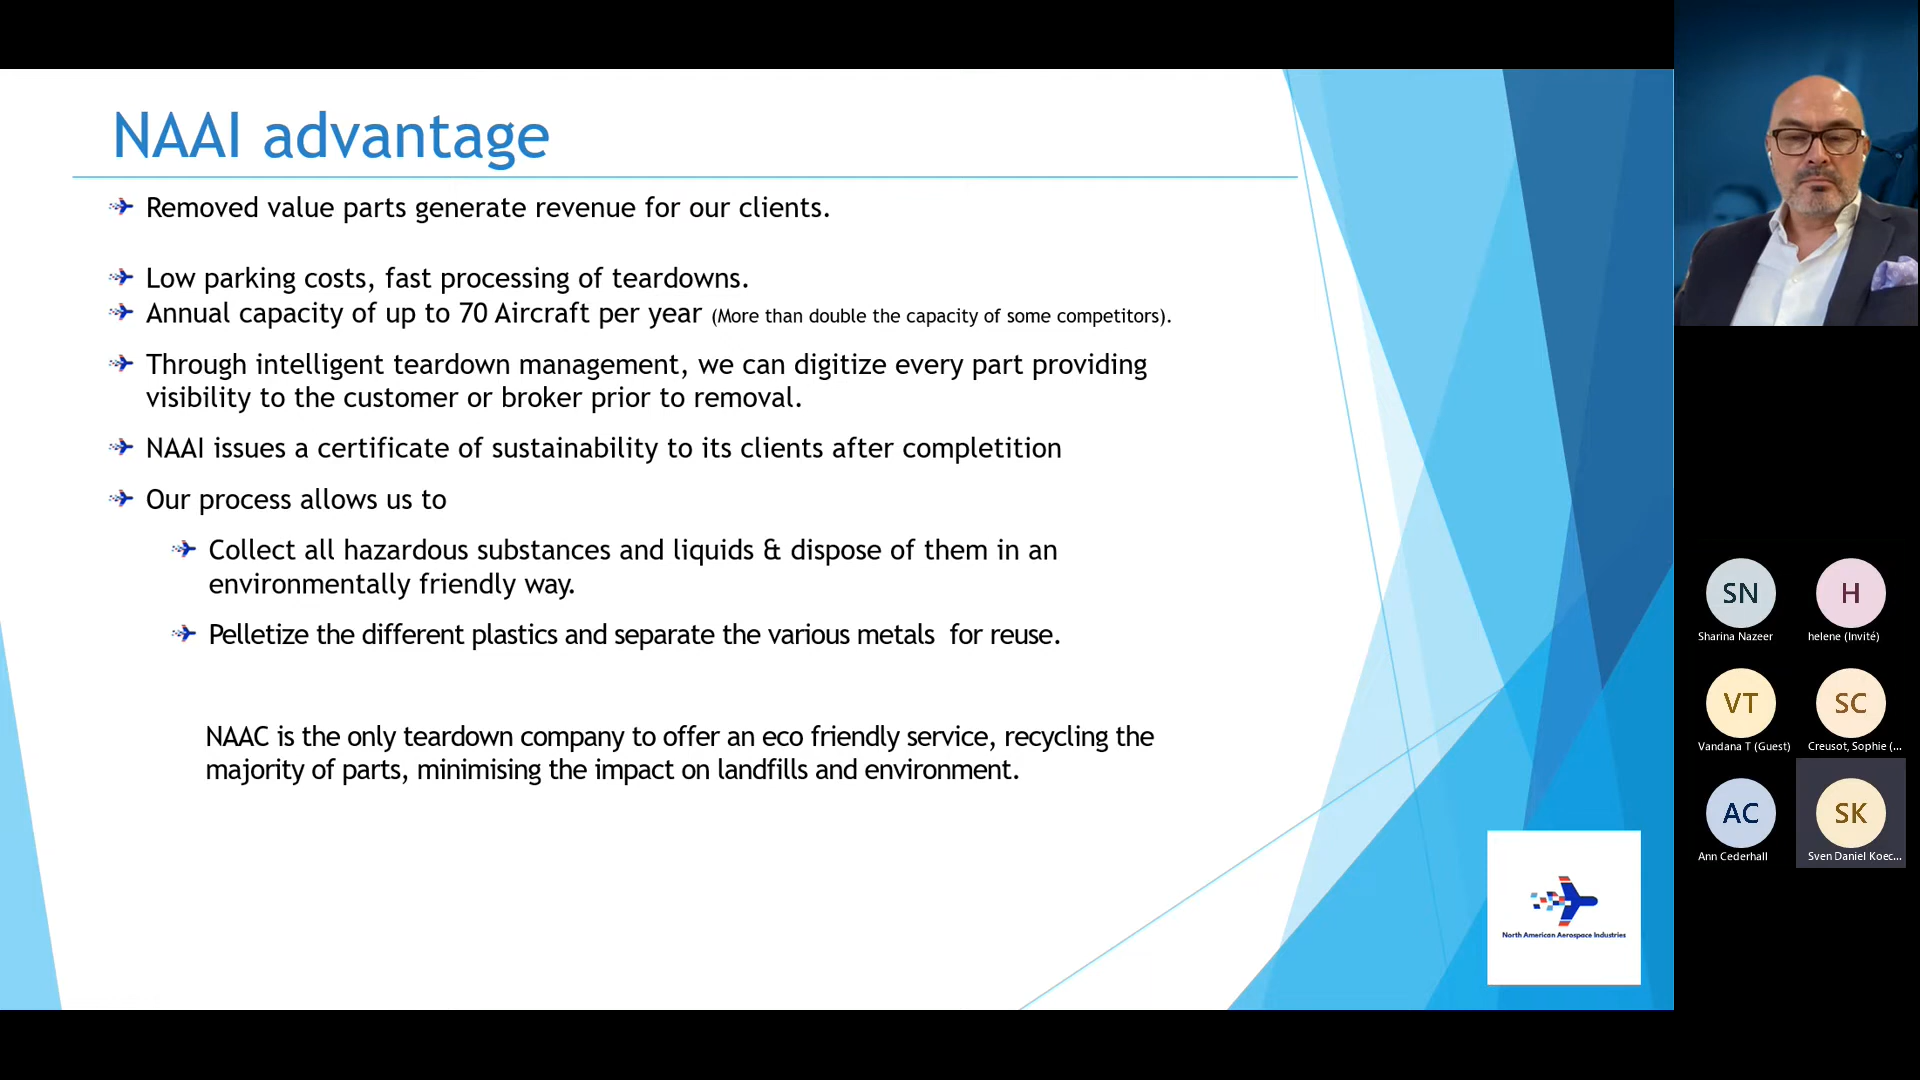 NAAI advantage
Removed value parts generate revenue for our clients.
Low parking costs, fast processing of teardowns.
Annual capacity of up to 70 Aircraft per year (More than double the capacity of some competitors).
Through intelligent teardown management, we can digitize every part providing
visibility to the customer or broker prior to removal.
NAAI issues a certificate of sustainability to its clients after completition
Our process allows us to
Collect all hazardous substances and liquids & dispose of them in an
environmentally friendly way.
Pelletize the different plastics and separate the various metals  for reuse.
NAAC is the only teardown company to offer an eco friendly service, recycling the
majority of parts, minimising the impact on landfills and environment.
North American Aerospace Industries
SN
H
Sharina Nazeer
helene (Invité)
VT
SC
Vandana T (Guest)
Creusot, Sophie (...
AC
SK
Ann Cederhall
Sven Daniel Koec...